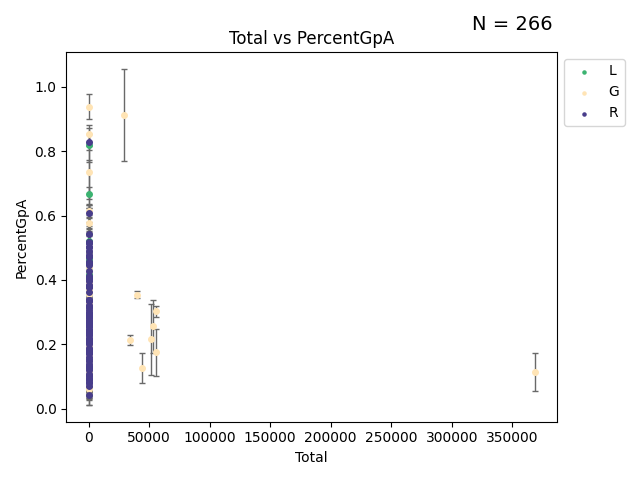 N = 266
Total vs PercentGpA
L
G
R
1.0
0.8
0.6
0.4
0.2
0.0
PercentGpA
0 50000 100000 150000 200000 250000 300000 350000
Total